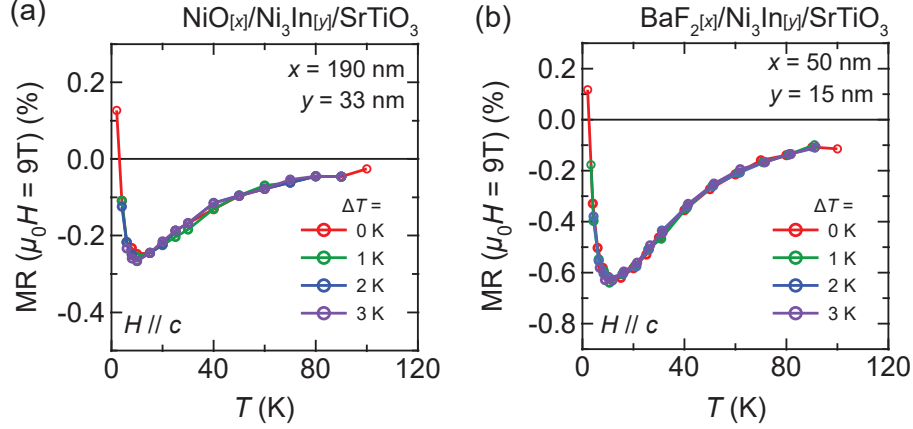 (a)
NiO[x]/Ni₃In[y]/SrTiO₃
x = 190 nm
y = 33 nm
MR (μ₀H = 9T) (%)
0.4
0.2
0.0
-0.2
-0.4
ΔT =
0 K
1 K
2 K
3 K
H // c
0
40
80
120
T (K)
(b)
BaF₂[x]/Ni₃In[y]/SrTiO₃
x = 50 nm
y = 15 nm
MR (μ₀H = 9T) (%)
0.2
0.0
-0.2
-0.4
-0.6
-0.8
ΔT =
0 K
1 K
2 K
3 K
H // c
0
40
80
120
T (K)